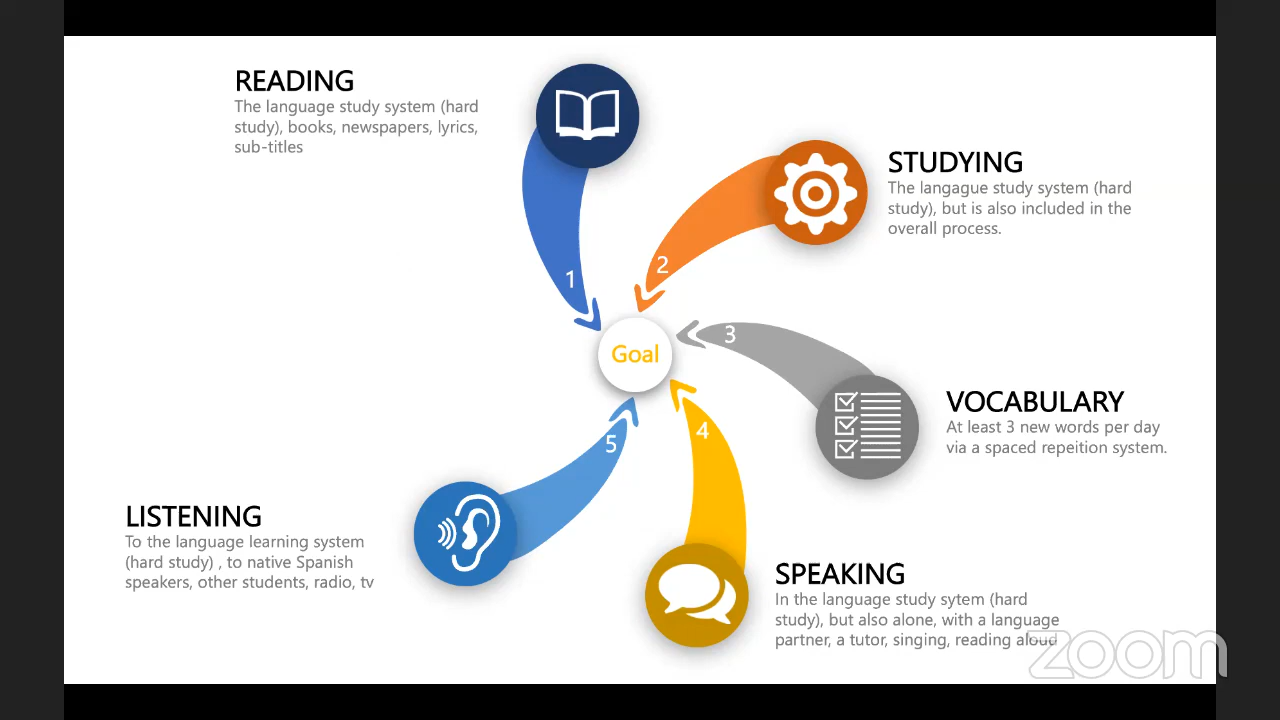 READING
The language study system (hard
study), books, newspapers, lyrics,
sub-titles
1
2
STUDYING
The langague study system (hard
study), but is also included in the
overall process.
3
Goal
VOCABULARY
At least 3 new words per day
via a spaced repeition system.
4
5
LISTENING
To the language learning system
(hard study) , to native Spanish
speakers, other students, radio, tv
SPEAKING
In the language study sytem (hard
study), but also alone, with a language
partner, a tutor, singing, reading aloud
zoom